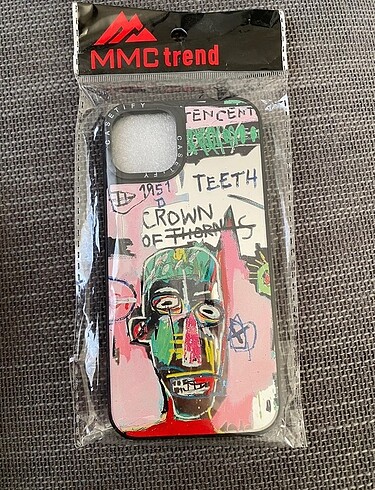 MMC trend
CASETIFY
CASETIFY
TENCENT
1951
TEETH
D
CROWN
OF THORNS